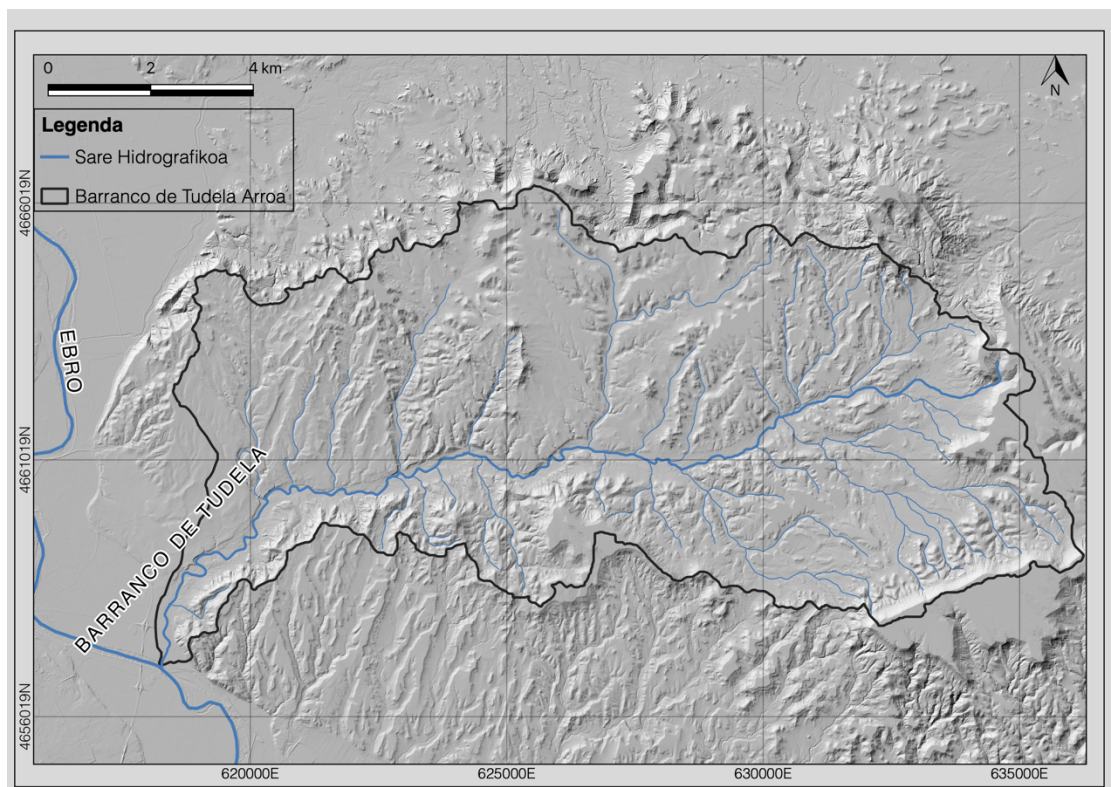 0 2 4 km
N
Legenda
Sare Hidrografikoa
Barranco de Tudela Arroa
4666019N
EBRO
4661019N
BARRANCO DE TUDELA
4656019N
620000E 625000E 630000E 635000E